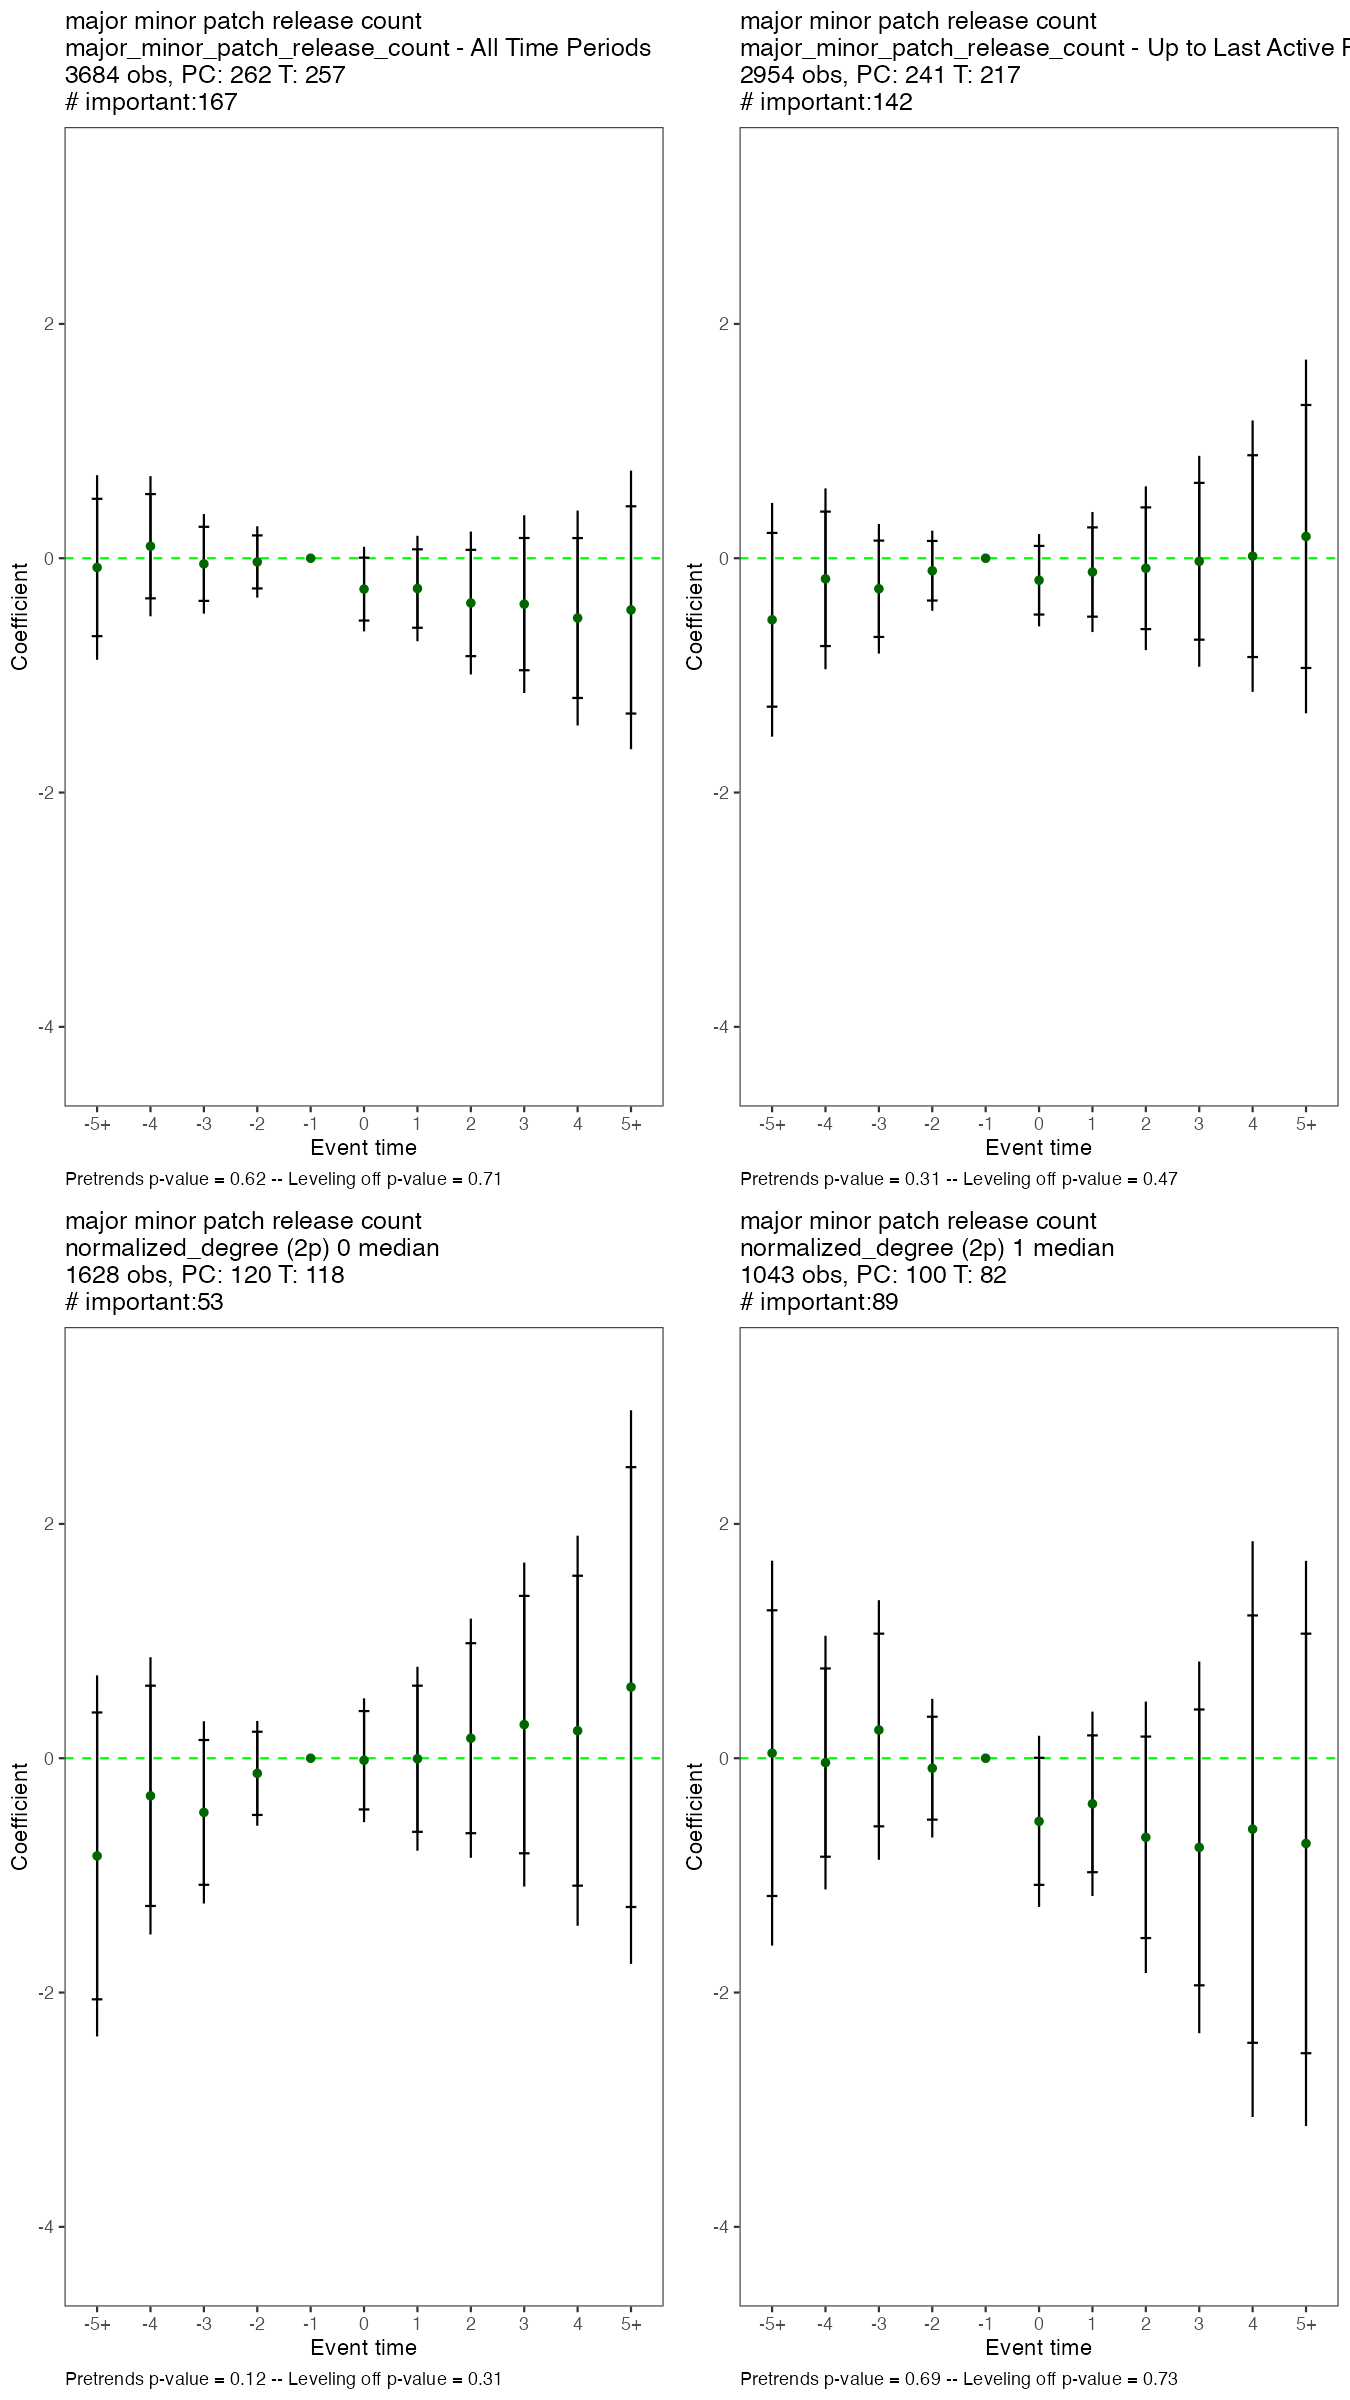 major minor patch release count
major_minor_patch_release_count - All Time Periods
3684 obs, PC: 262 T: 257
# important:167
2
0
-2
-4
Coefficient
-5+ -4 -3 -2 -1 0 1 2 3 4 5+
Event time
Pretrends p-value = 0.62 -- Leveling off p-value = 0.71
major minor patch release count
major_minor_patch_release_count - Up to Last Active
2954 obs, PC: 241 T: 217
# important:142
2
0
-2
-4
Coefficient
-5+ -4 -3 -2 -1 0 1 2 3 4 5+
Event time
Pretrends p-value = 0.31 -- Leveling off p-value = 0.47
major minor patch release count
normalized_degree (2p) 0 median
1628 obs, PC: 120 T: 118
# important:53
2
0
-2
-4
Coefficient
-5+ -4 -3 -2 -1 0 1 2 3 4 5+
Event time
Pretrends p-value = 0.12 -- Leveling off p-value = 0.31
major minor patch release count
normalized_degree (2p) 1 median
1043 obs, PC: 100 T: 82
# important:89
2
0
-2
-4
Coefficient
-5+ -4 -3 -2 -1 0 1 2 3 4 5+
Event time
Pretrends p-value = 0.69 -- Leveling off p-value = 0.73